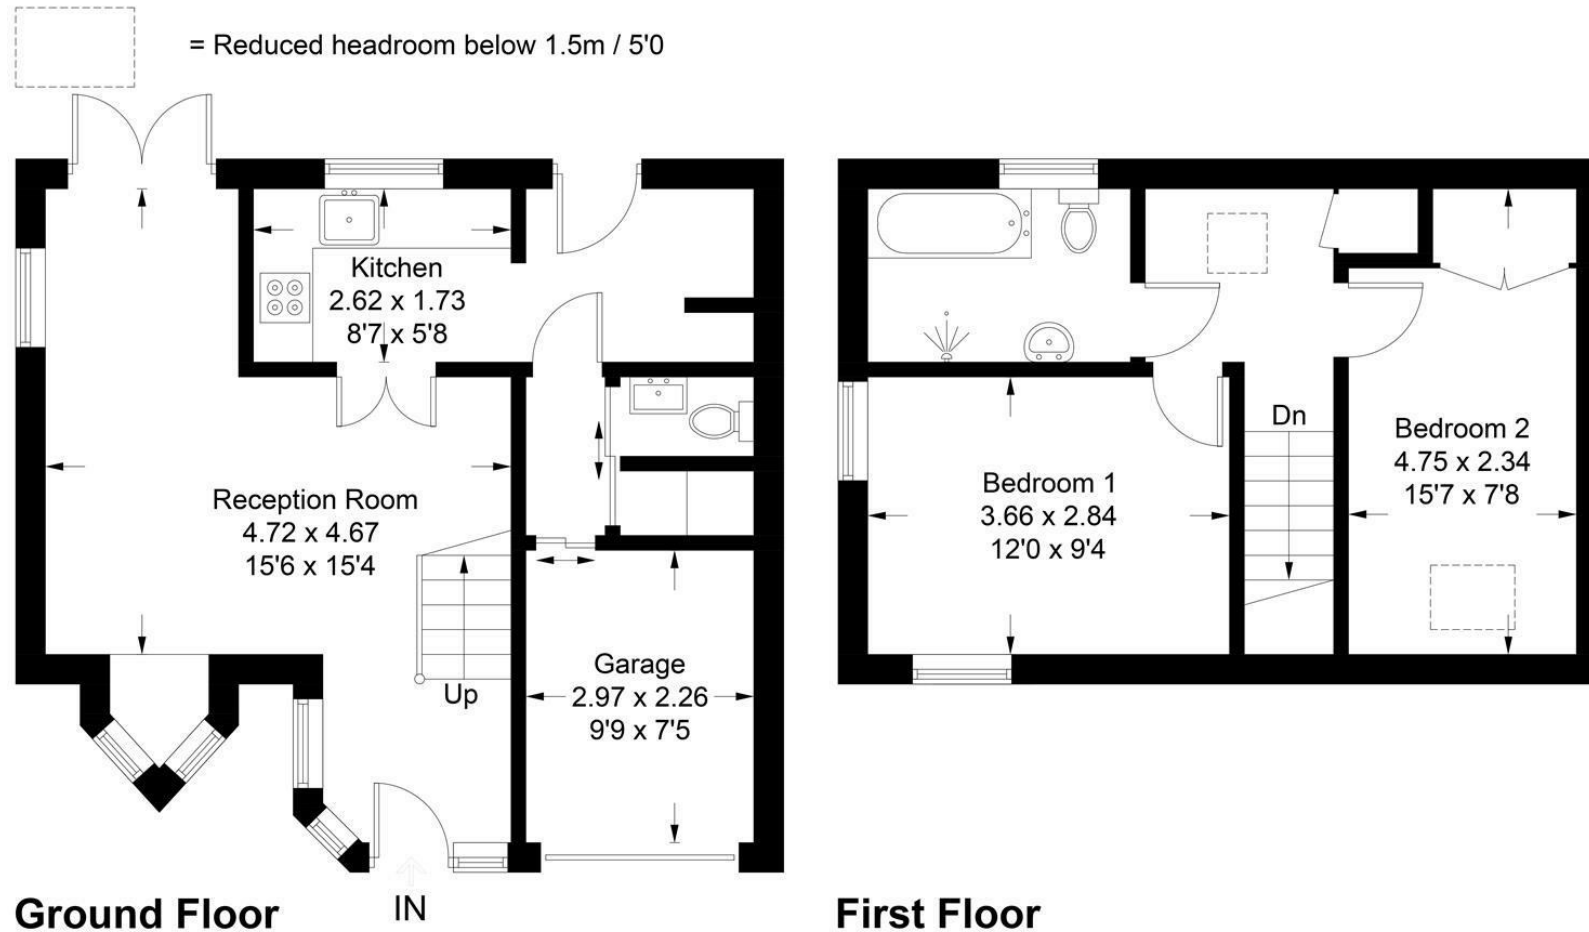 = Reduced headroom below 1.5m / 5'0
Kitchen
2.62 x 1.73
8'7 x 5'8
Reception Room
4.72 x 4.67
15'6 x 15'4
Up
Garage
2.97 x 2.26
9'9 x 7'5
IN
Ground Floor
Bedroom 1
3.66 x 2.84
12'0 x 9'4
Dn
Bedroom 2
4.75 x 2.34
15'7 x 7'8
First Floor